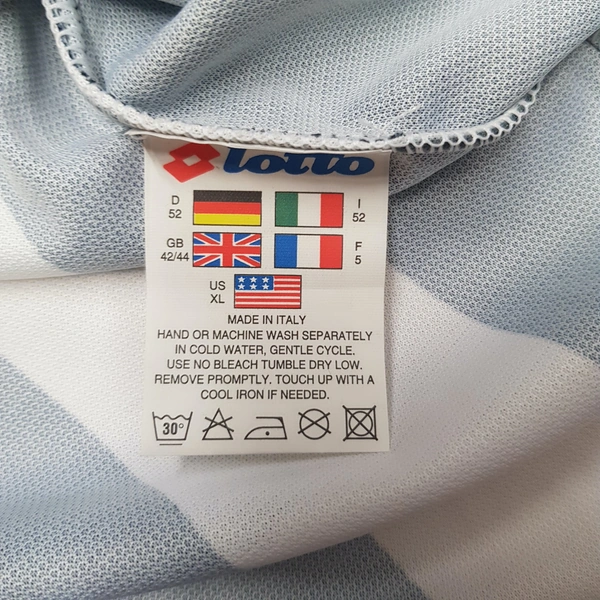 lotto
D
52
I
52
GB
42/44
F
5
US
XL
MADE IN ITALY
HAND OR MACHINE WASH SEPARATELY
IN COLD WATER, GENTLE CYCLE.
USE NO BLEACH TUMBLE DRY LOW.
REMOVE PROMPTLY. TOUCH UP WITH A
COOL IRON IF NEEDED.
30°